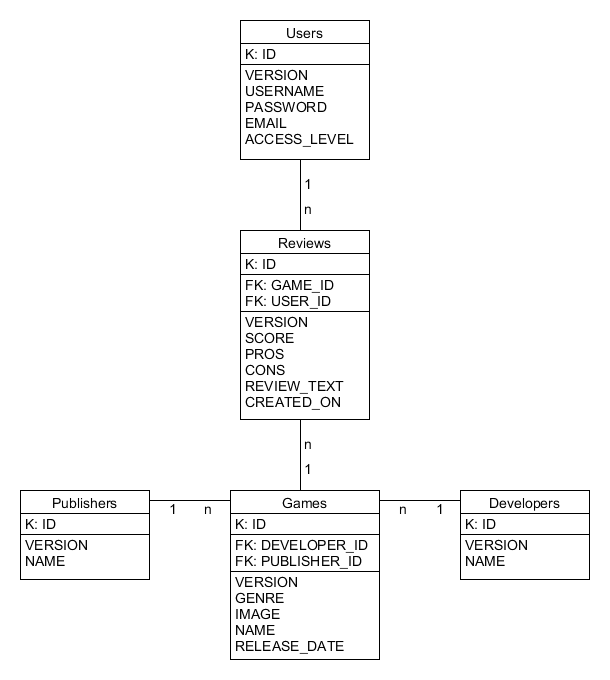 Users
K: ID
VERSION
USERNAME
PASSWORD
EMAIL
ACCESS_LEVEL
1
n
Reviews
K: ID
FK: GAME_ID
FK: USER_ID
VERSION
SCORE
PROS
CONS
REVIEW_TEXT
CREATED_ON
n
1
Publishers
K: ID
VERSION
NAME
1 n
Games
K: ID
FK: DEVELOPER_ID
FK: PUBLISHER_ID
VERSION
GENRE
IMAGE
NAME
RELEASE_DATE
n 1
Developers
K: ID
VERSION
NAME